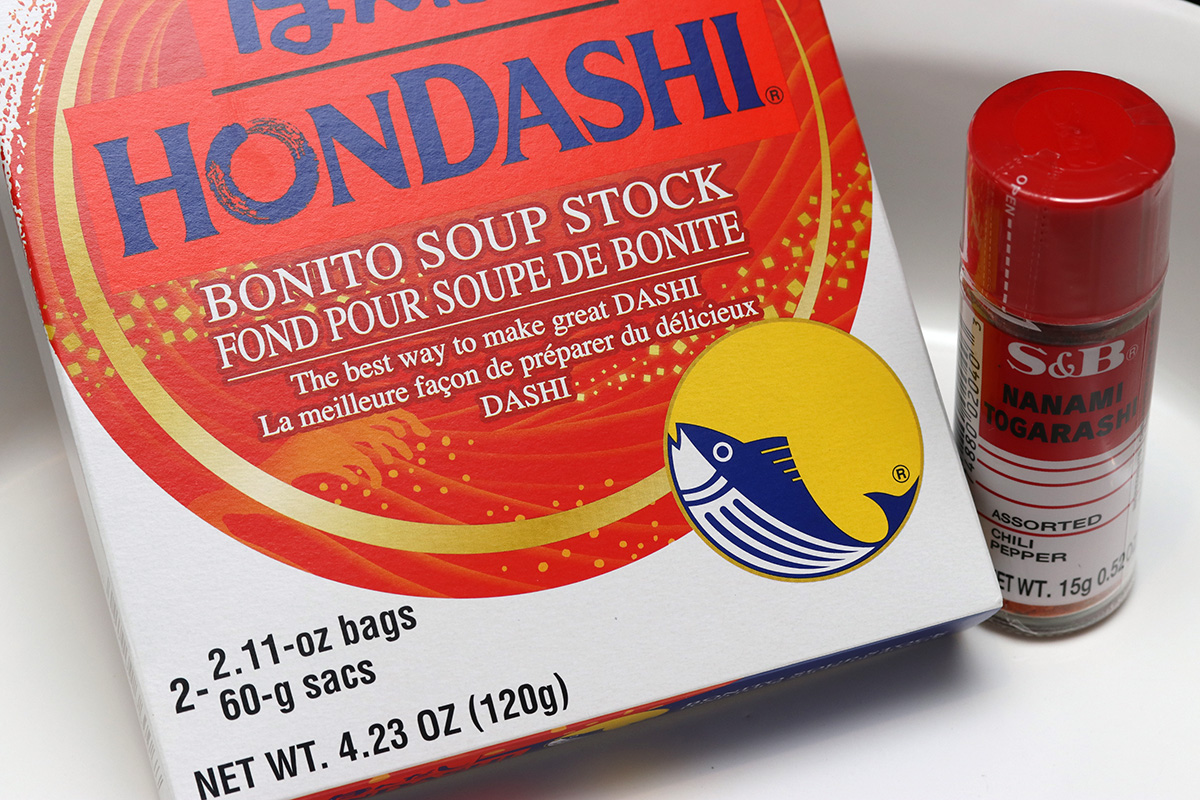 HONDASHI®
BONITO SOUP STOCK
FOND POUR SOUPE DE BONITE
The best way to make great DASHI
La meilleure façon de préparer du délicieux
DASHI
®
2-2.11-oz bags
60-g sacs
NET WT. 4.23 OZ (120g)
OPEN
S&B®
NANAMI
TOGARASHI
ASSORTED
CHILI
PEPPER
WT. 15g